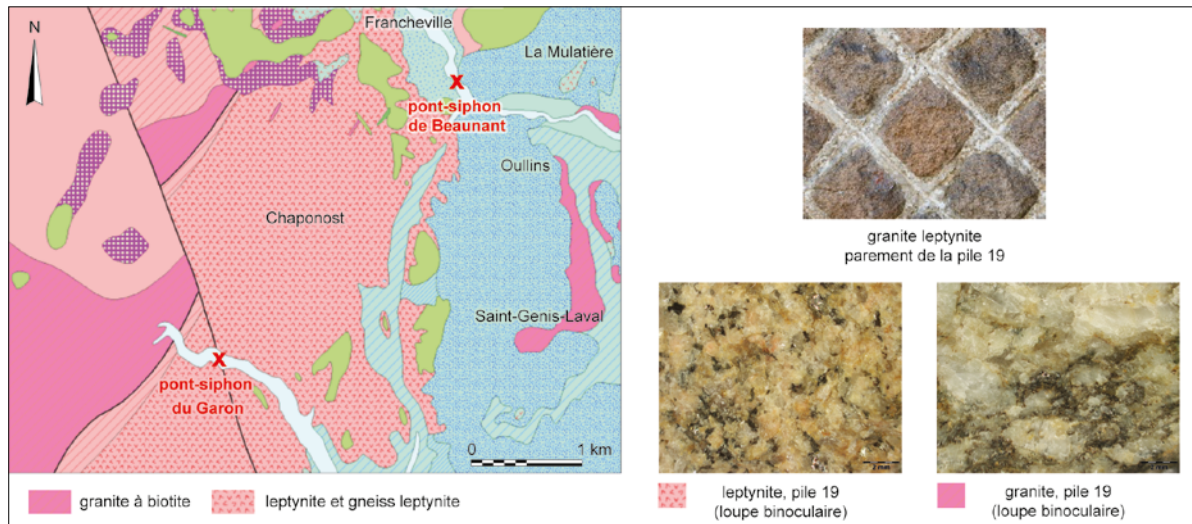 N
Francheville
La Mulatière
pont-siphon
de Beaunant
Oullins
Chaponost
Saint-Genis-Laval
pont-siphon
du Garon
0 1 km
granite à biotite
leptynite et gneiss leptynite
granite leptynite
parement de la pile 19
2 mm
leptynite, pile 19
(loupe binoculaire)
granite, pile 19
(loupe binoculaire)